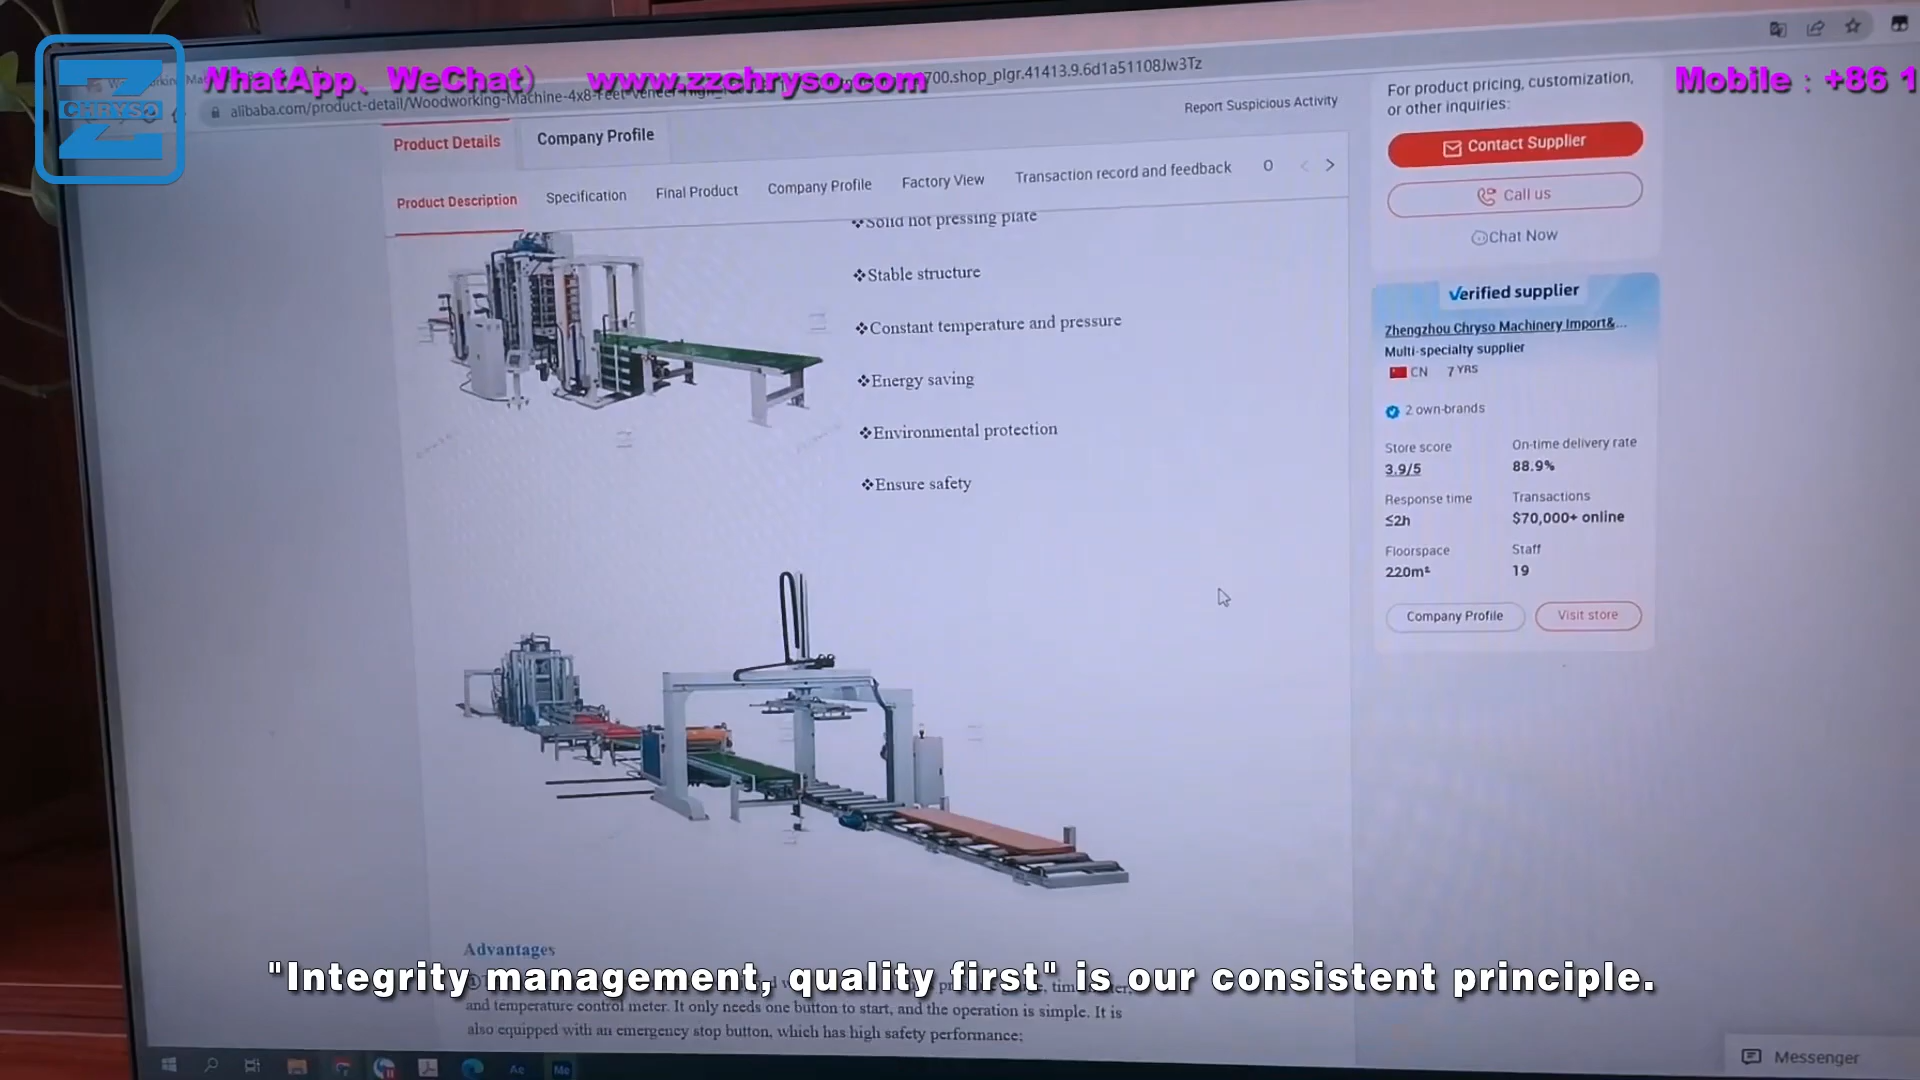 CHRYSO
WhatApp、WeChat） www.zzchryso.com
Mobile：+86 1
alibaba.com/product-detail/Woodworking-Machine-4x8-Feet-Veneer-
700.shop_plgr.41413.9.6d1a51108Jw3Tz
Report Suspicious Activity
Product Details
Company Profile
Product Description
Specification
Final Product
Company Profile
Factory View
Transaction record and feedback
❖Solid hot pressing plate
❖Stable structure
❖Constant temperature and pressure
❖Energy saving
❖Environmental protection
❖Ensure safety
For product pricing, customization,
or other inquiries:
Contact Supplier
Call us
Chat Now
Verified supplier
Zhengzhou Chryso Machinery Import&...
Multi-specialty supplier
CN 7 YRS
2 own-brands
Store score
3.9/5
On-time delivery rate
88.9%
Response time
≤2h
Transactions
$70,000+ online
Floorspace
220m²
Staff
19
Company Profile
Visit store
Advantages
"Integrity management, quality first" is our consistent principle.
and temperature control meter. It only needs one button to start, and the operation is simple. It is
also equipped with an emergency stop button, which has high safety performance;
Ae
Me
Messenger